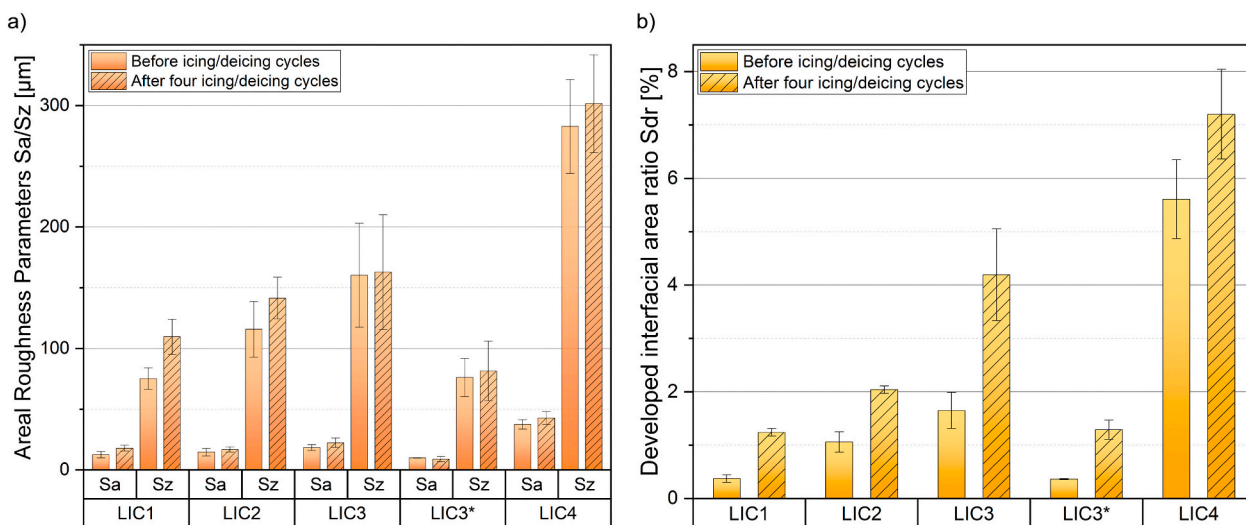 a)
Areal Roughness Parameters Sa/Sz [µm]
Before icing/deicing cycles
After four icing/deicing cycles
300
200
100
0
Sa Sz Sa Sz Sa Sz Sa Sz Sa Sz
LIC1 LIC2 LIC3 LIC3* LIC4
b)
Developed interfacial area ratio Sdr [%]
Before icing/deicing cycles
After four icing/deicing cycles
8
6
4
2
0
LIC1 LIC2 LIC3 LIC3* LIC4